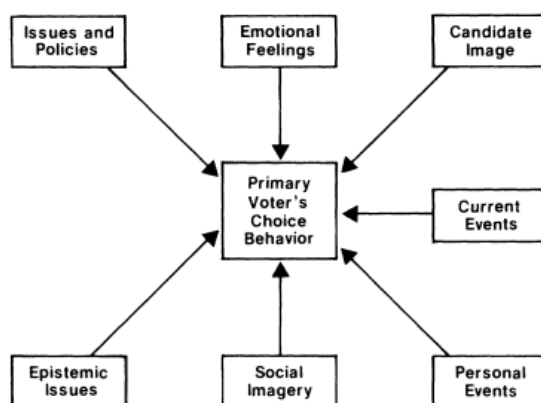 Issues and
Policies
Emotional
Feelings
Candidate
Image
Primary
Voter's
Choice
Behavior
Current
Events
Epistemic
Issues
Social
Imagery
Personal
Events